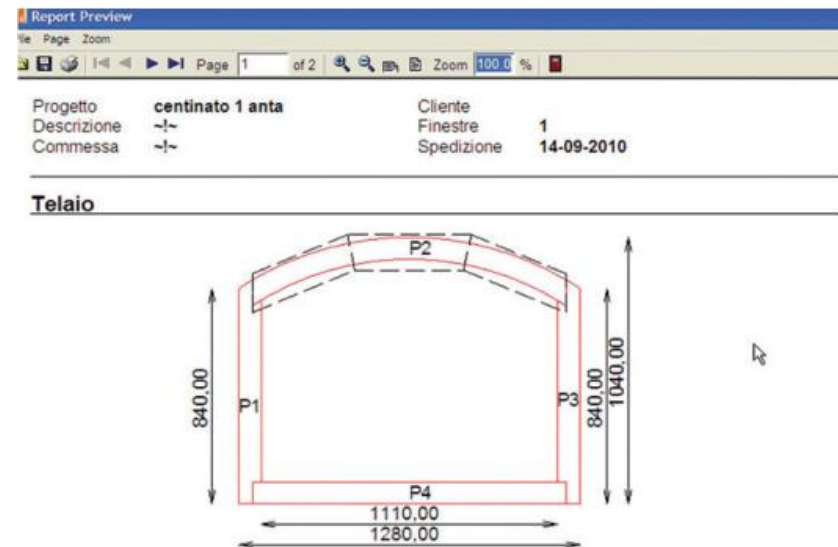 Report Preview
File Page Zoom
Page 1 of 2 Zoom 100.0 %
Progetto centinato 1 anta Cliente
Descrizione ~!~ Finestre 1
Commessa ~!~ Spedizione 14-09-2010
Telaio
P2
840,00 P1 P3 840,00 1040,00
P4
1110,00
1280,00